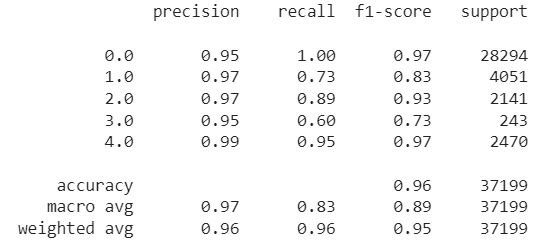 precision recall f1-score support
0.0 0.95 1.00 0.97 28294
1.0 0.97 0.73 0.83 4051
2.0 0.97 0.89 0.93 2141
3.0 0.95 0.60 0.73 243
4.0 0.99 0.95 0.97 2470
accuracy 0.96 37199
macro avg 0.97 0.83 0.89 37199
weighted avg 0.96 0.96 0.95 37199